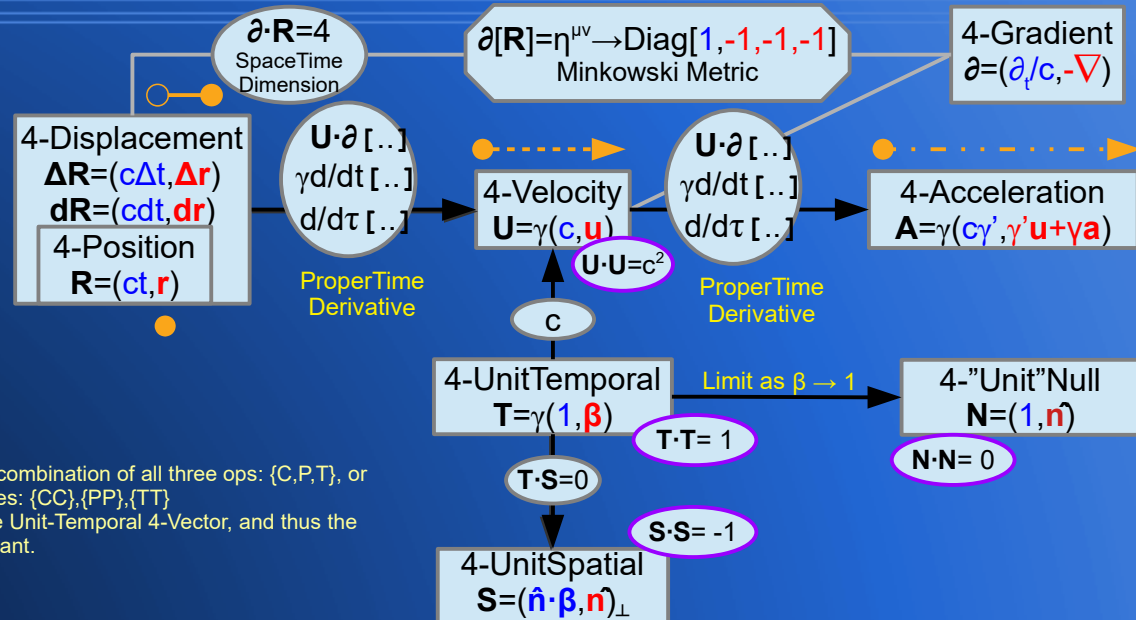 ∂·R=4
SpaceTime
Dimension
∂[R]=η^μν→Diag[1,-1,-1,-1]
Minkowski Metric
4-Gradient
∂=(∂_t/c,-∇)
4-Displacement
ΔR=(cΔt,Δr)
dR=(cdt,dr)
4-Position
R=(ct,r)
U·∂[..]
γd/dt[..]
d/dτ[..]
ProperTime
Derivative
4-Velocity
U=γ(c,u)
U·U=c²
U·∂[..]
γd/dt[..]
d/dτ[..]
ProperTime
Derivative
4-Acceleration
A=γ(cγ’,γ’u+γa)
c
4-UnitTemporal
T=γ(1,β)
T·T= 1
Limit as β → 1
4-”Unit”Null
N=(1,n̂)
N·N= 0
T·S=0
S·S= -1
4-UnitSpatial
S=(n̂·β,n̂)⊥
combination of all three ops: {C,P,T}, or
es: {CC},{PP},{TT}
e Unit-Temporal 4-Vector, and thus the
ant.